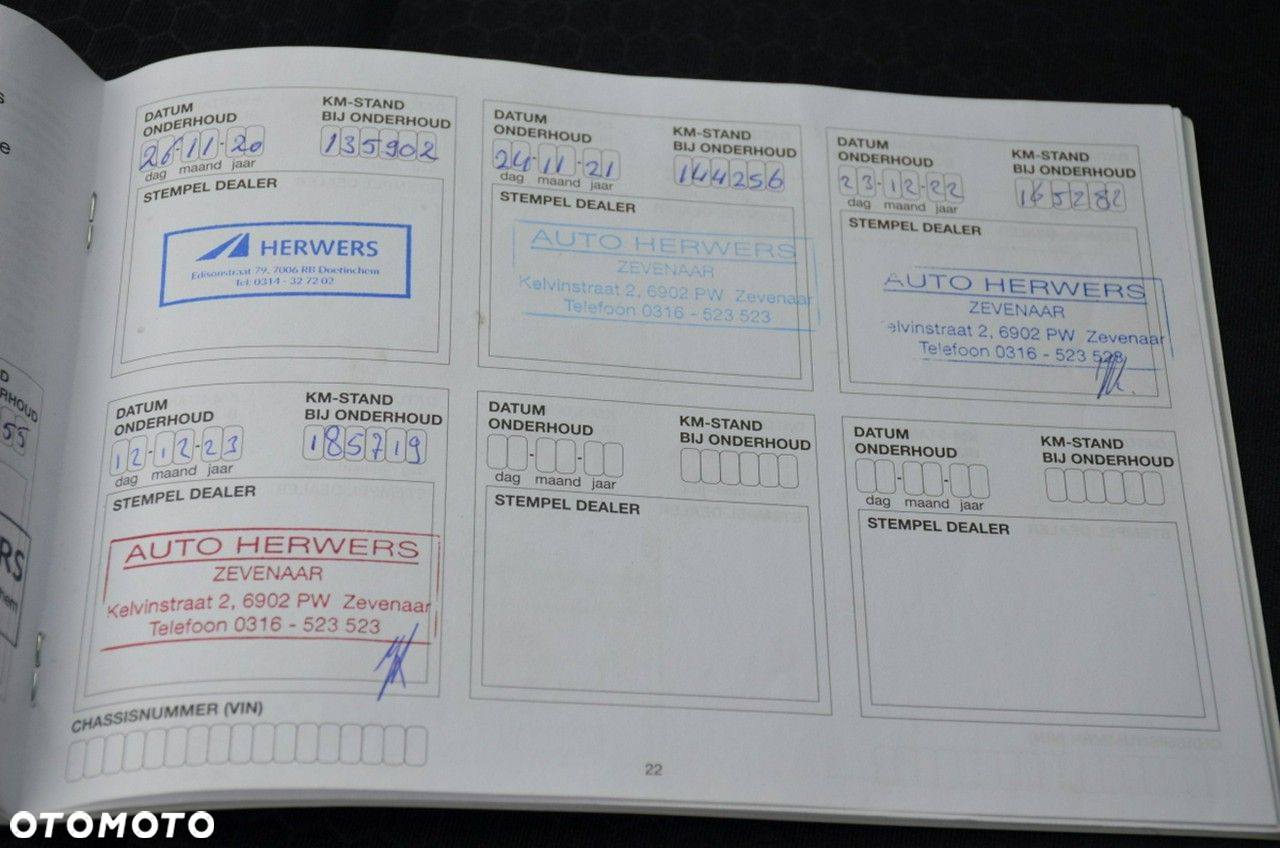 DATUM
ONDERHOUD
26-11-20
dag maand jaar
KM-STAND
BIJ ONDERHOUD
135902
STEMPEL DEALER
HERWERS
Edisonstraat 79, 7006 RB Doetinchem
Tel: 0314 - 32 72 02
DATUM
ONDERHOUD
24-11-21
dag maand jaar
KM-STAND
BIJ ONDERHOUD
144256
STEMPEL DEALER
AUTO HERWERS
ZEVENAAR
Kelvinstraat 2, 6902 PW Zevenaar
Telefoon 0316 - 523 523
DATUM
ONDERHOUD
23-12-22
dag maand jaar
KM-STAND
BIJ ONDERHOUD
165282
STEMPEL DEALER
AUTO HERWERS
ZEVENAAR
elvinstraat 2, 6902 PW Zevenaar
Telefoon 0316 - 523 523
DATUM
ONDERHOUD
12-12-23
dag maand jaar
KM-STAND
BIJ ONDERHOUD
185719
STEMPEL DEALER
AUTO HERWERS
ZEVENAAR
Kelvinstraat 2, 6902 PW Zevenaar
Telefoon 0316 - 523 523
DATUM
ONDERHOUD
dag maand jaar
KM-STAND
BIJ ONDERHOUD
STEMPEL DEALER
DATUM
ONDERHOUD
dag maand jaar
KM-STAND
BIJ ONDERHOUD
STEMPEL DEALER
CHASSISNUMMER (VIN)
22
OTOMOTO